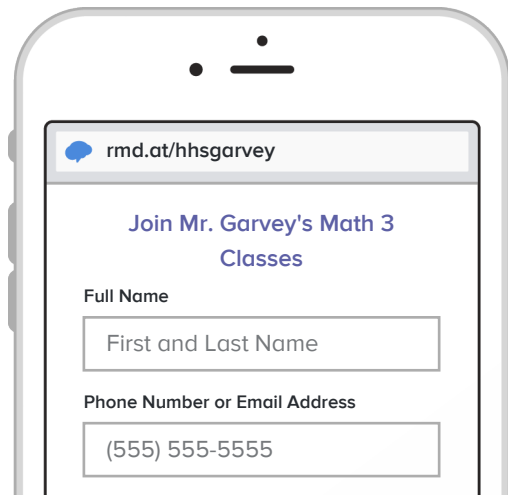 rmd.at/hhsgarvey
Join Mr. Garvey's Math 3
Classes
Full Name
First and Last Name
Phone Number or Email Address
(555) 555-5555